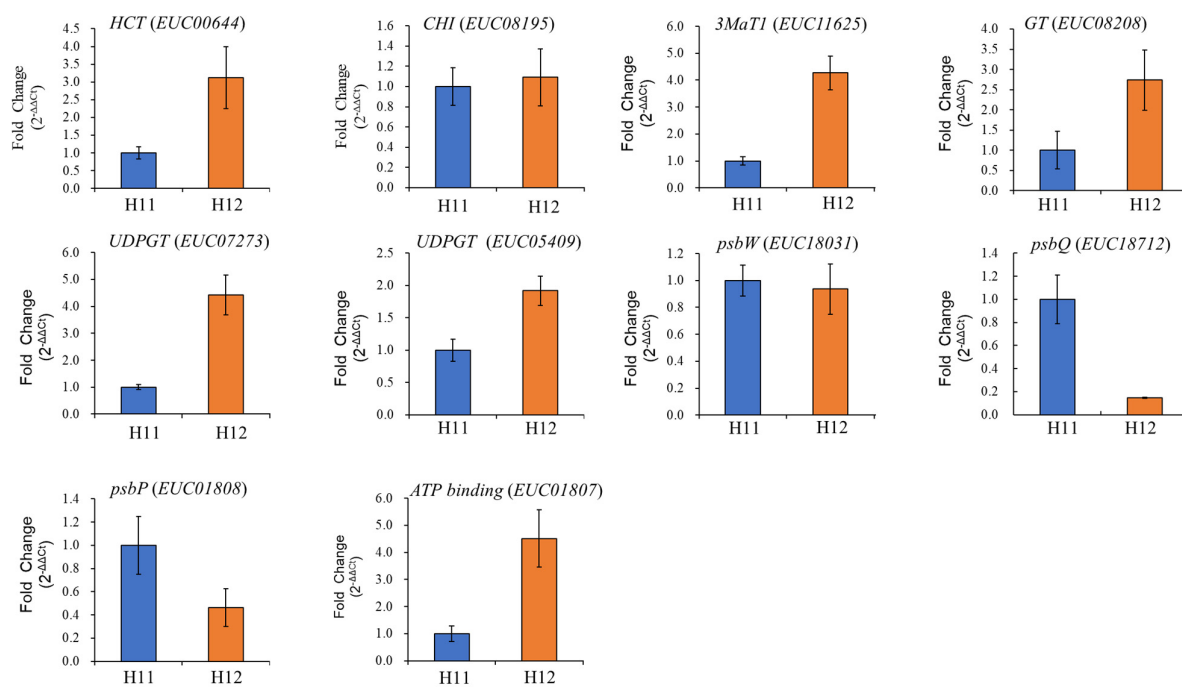 HCT (EUC00644)
Fold Change
(2-ΔΔCt)
4.5
4.0
3.5
3.0
2.5
2.0
1.5
1.0
0.5
0.0
H11 H12
CHI (EUC08195)
Fold Change
(2-ΔΔCt)
1.6
1.4
1.2
1.0
0.8
0.6
0.4
0.2
0.0
H11 H12
3MaT1 (EUC11625)
Fold Change
(2-ΔΔCt)
6.0
5.0
4.0
3.0
2.0
1.0
0.0
H11 H12
GT (EUC08208)
Fold Change
(2-ΔΔCt)
4.0
3.5
3.0
2.5
2.0
1.5
1.0
0.5
0.0
H11 H12
UDPGT (EUC07273)
Fold Change
(2-ΔΔCt)
6.0
5.0
4.0
3.0
2.0
1.0
0.0
H11 H12
UDPGT (EUC05409)
Fold Change
(2-ΔΔCt)
2.5
2.0
1.5
1.0
0.5
0.0
H11 H12
psbW (EUC18031)
Fold Change
(2-ΔΔCt)
1.2
1.0
0.8
0.6
0.4
0.2
0.0
H11 H12
psbQ (EUC18712)
Fold Change
(2-ΔΔCt)
1.4
1.2
1.0
0.8
0.6
0.4
0.2
0.0
H11 H12
psbP (EUC01808)
Fold Change
(2-ΔΔCt)
1.4
1.2
1.0
0.8
0.6
0.4
0.2
0.0
H11 H12
ATP binding (EUC01807)
Fold Change
(2-ΔΔCt)
6.0
5.0
4.0
3.0
2.0
1.0
0.0
H11 H12